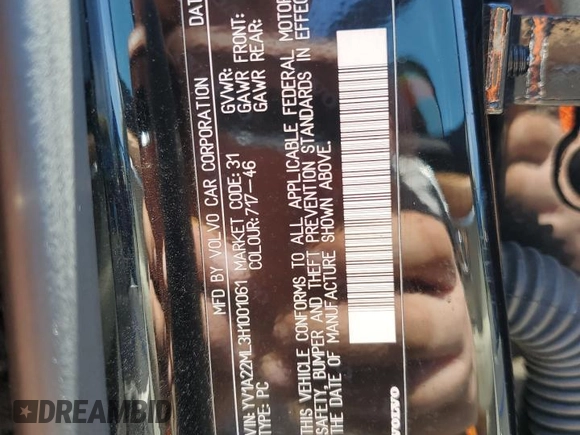 MFD BY VOLVO CAR CORPORATION
DAT
VIN: YV1A22ML3H1001061
MARKET CODE: 31
GVWR:
TYPE: PC
COLOUR: 717-46
GAWR FRONT:
GAWR REAR:
THIS VEHICLE CONFORMS TO ALL APPLICABLE FEDERAL MOTOR
SAFETY, BUMPER AND THEFT PREVENTION STANDARDS IN EFFEC
THE DATE OF MANUFACTURE SHOWN ABOVE.
VOLVO
DREAMBID